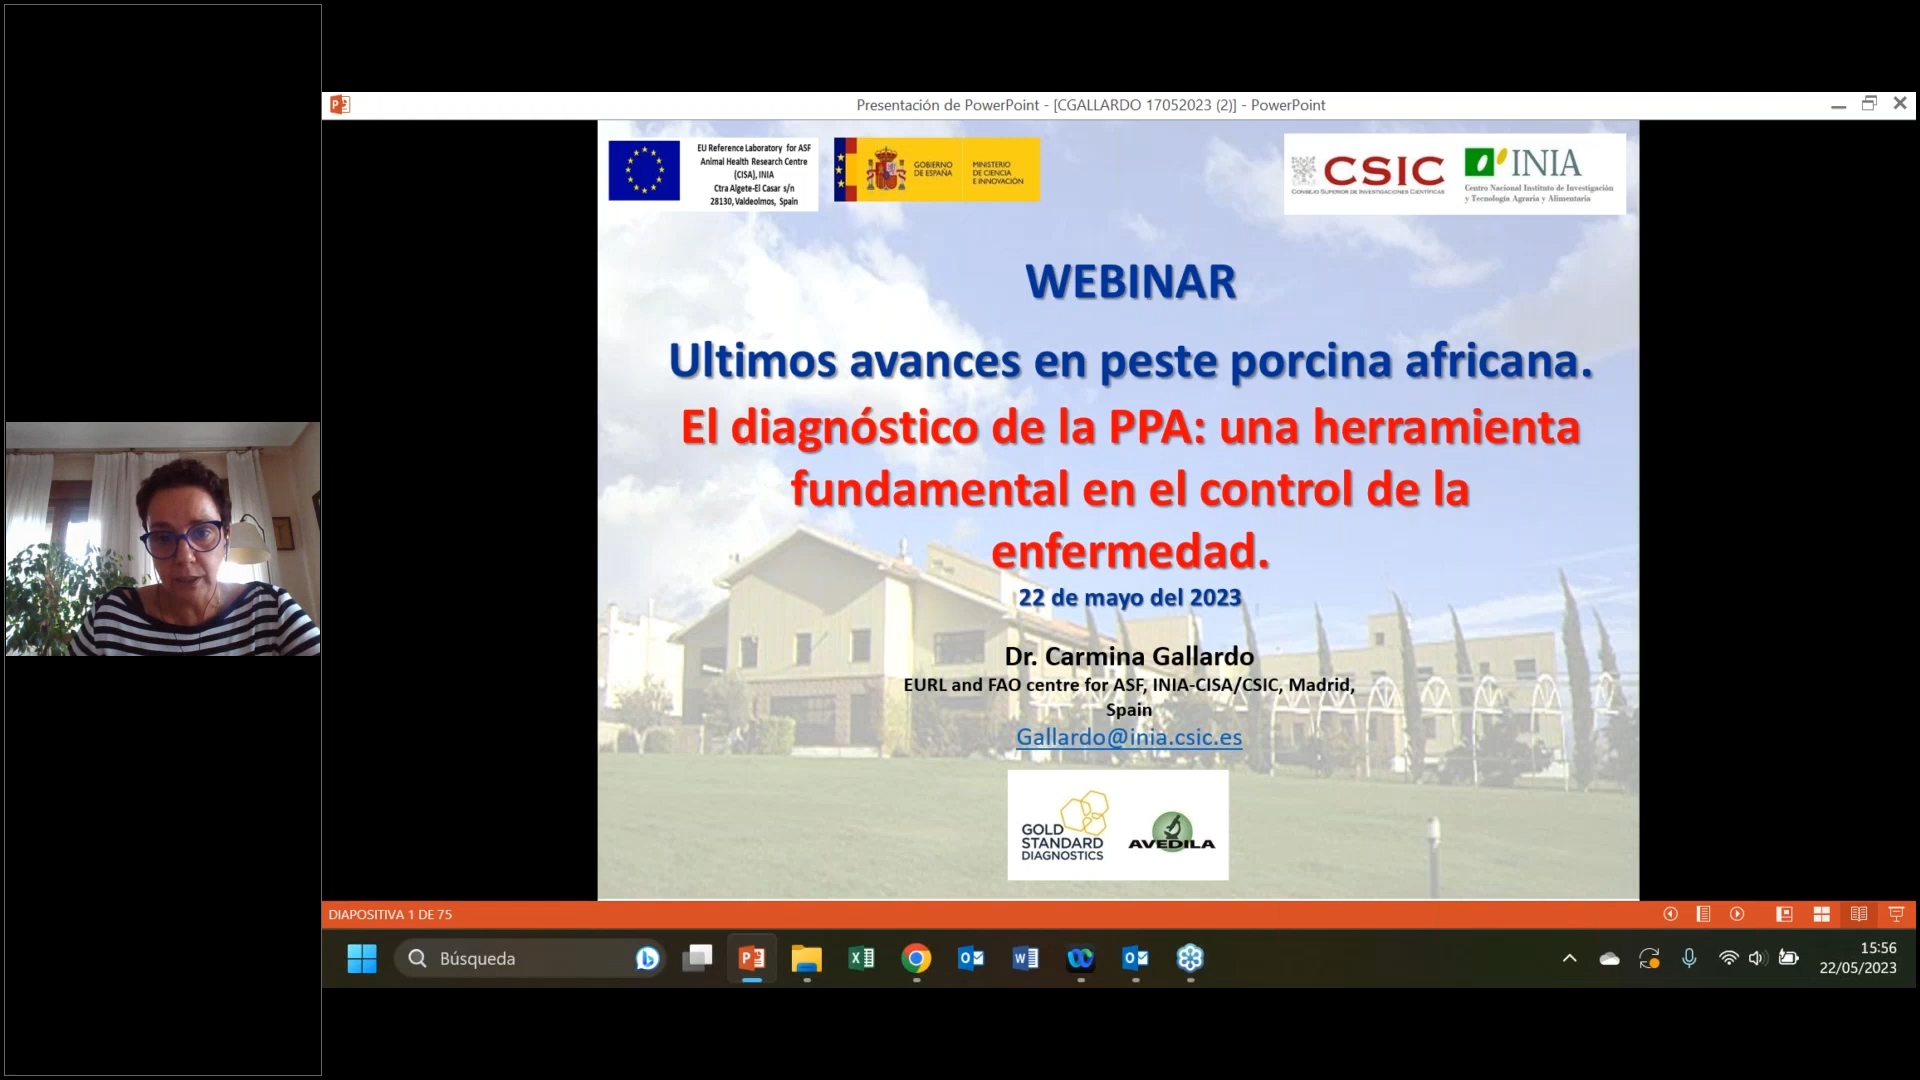 Presentación de PowerPoint - [CGALLARDO 17052023 (2)] - PowerPoint
EU Reference Laboratory for ASF
Animal Health Research Centre
(CISA), INIA
Ctra Algete-El Casar s/n
28130, Valdeolmos, Spain
GOBIERNO
DE ESPAÑA
MINISTERIO
DE CIENCIA
E INNOVACIÓN
CSIC
CONSEJO SUPERIOR DE INVESTIGACIONES CIENTÍFICAS
INIA
Centro Nacional Instituto de Investigación
y Tecnología Agraria y Alimentaria
WEBINAR
Ultimos avances en peste porcina africana.
El diagnóstico de la PPA: una herramienta
fundamental en el control de la
enfermedad.
22 de mayo del 2023
Dr. Carmina Gallardo
EURL and FAO centre for ASF, INIA-CISA/CSIC, Madrid,
Spain
Gallardo@inia.csic.es
GOLD
STANDARD
DIAGNOSTICS
AVEDILA
DIAPOSITIVA 1 DE 75
Búsqueda
15:56
22/05/2023